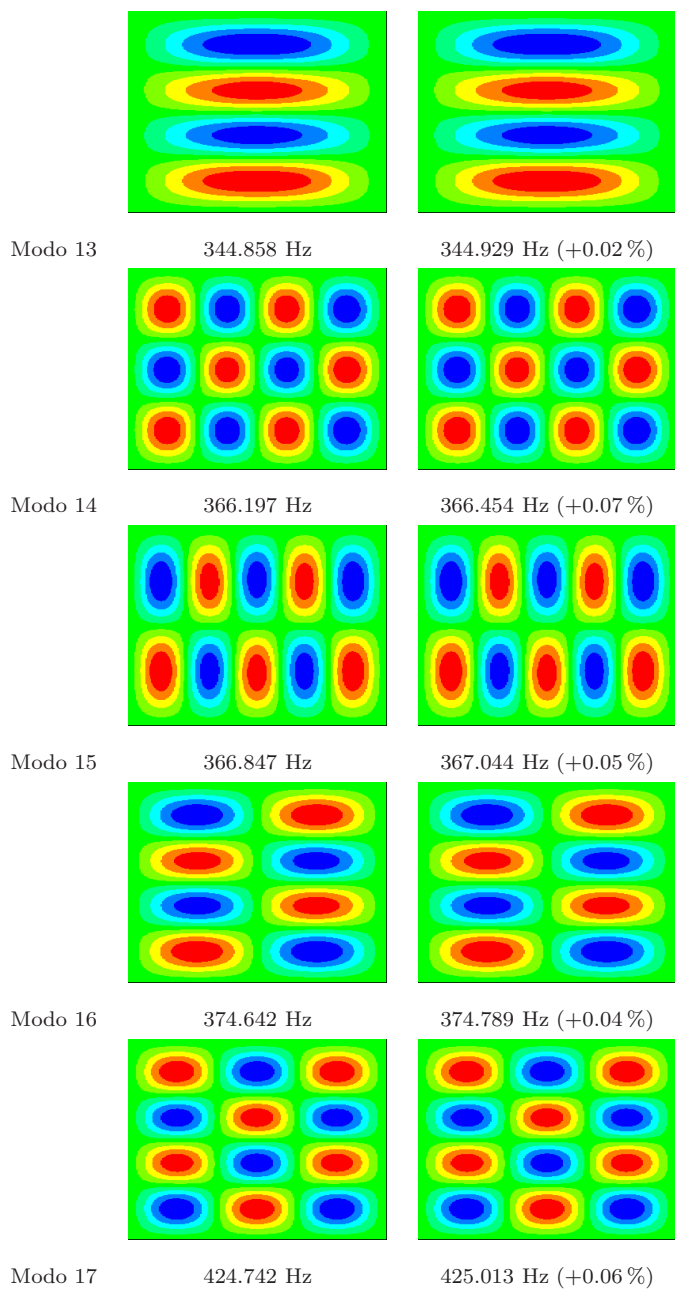 Modo 13 344.858 Hz 344.929 Hz (+0.02 %)
Modo 14 366.197 Hz 366.454 Hz (+0.07 %)
Modo 15 366.847 Hz 367.044 Hz (+0.05 %)
Modo 16 374.642 Hz 374.789 Hz (+0.04 %)
Modo 17 424.742 Hz 425.013 Hz (+0.06 %)